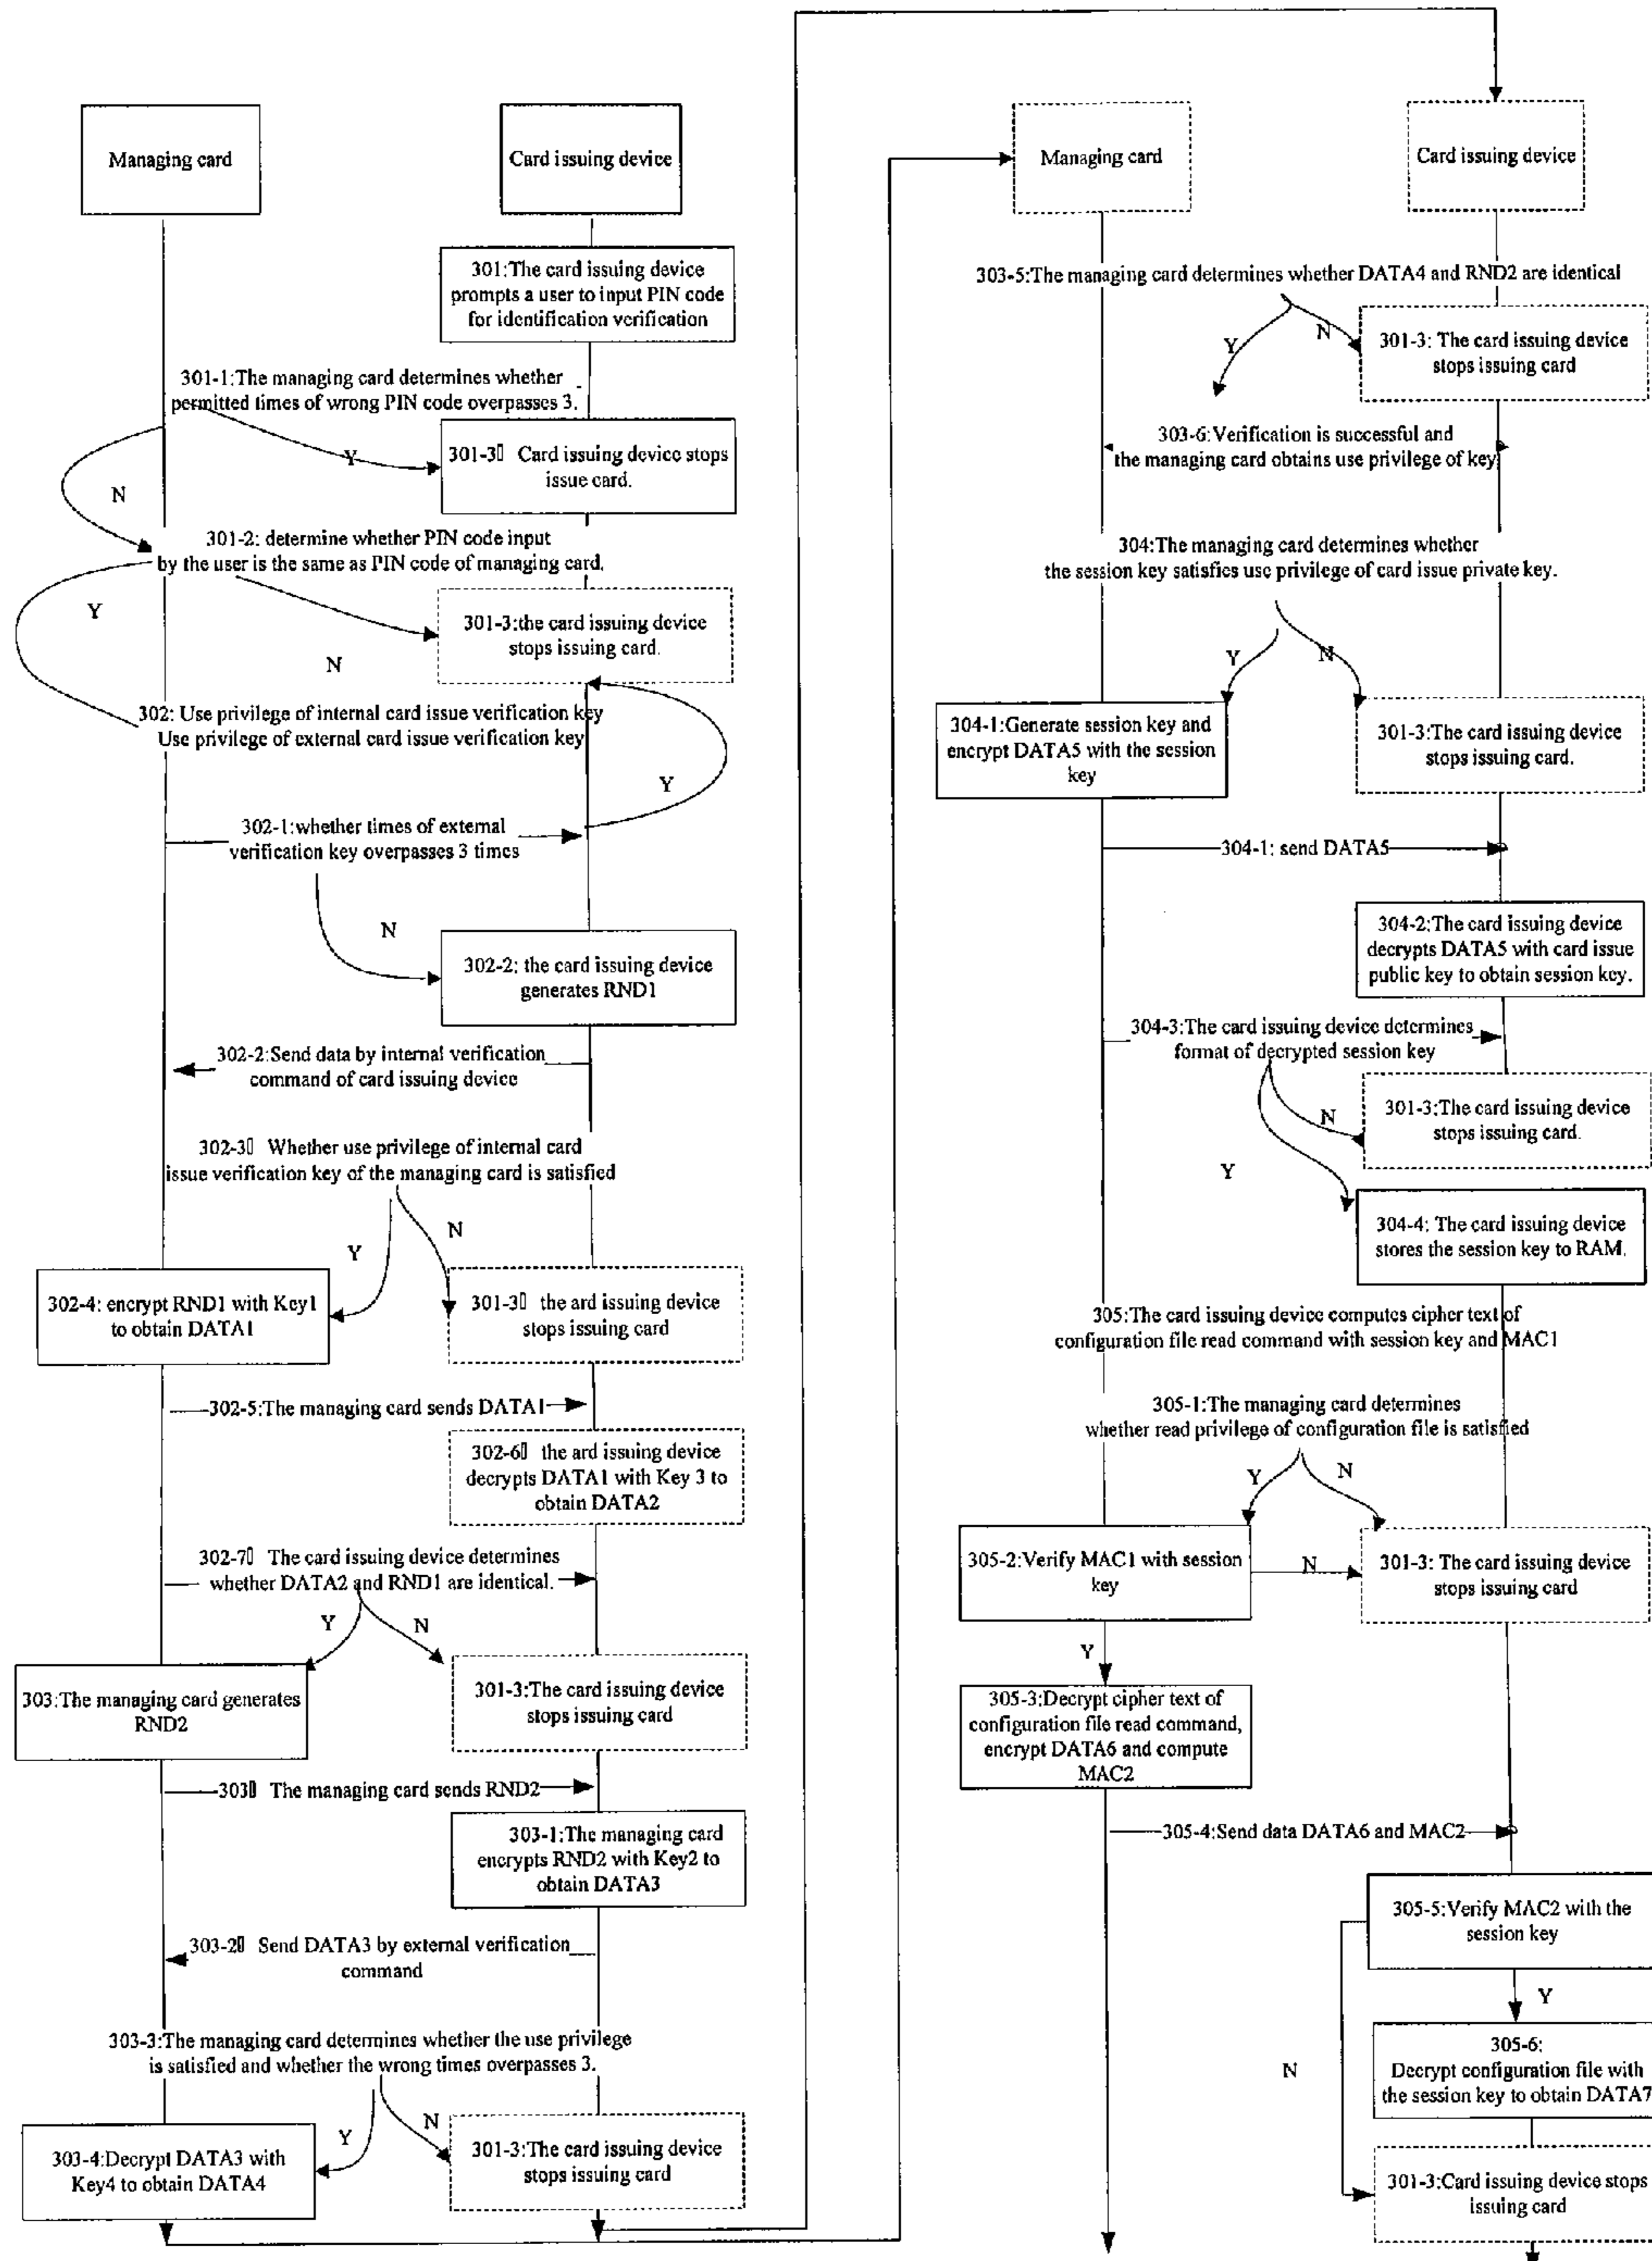 Managing card
Card issuing device
301:The card issuing device
prompts a user to input PIN code
for identification verification
301-1:The managing card determines whether
permitted times of wrong PIN code overpasses 3.
Y
301-3▯ Card issuing device stops
issue card.
N
301-2: determine whether PIN code input
by the user is the same as PIN code of managing card.
Y
301-3:the card issuing device
stops issuing card.
N
302: Use privilege of internal card issue verification key
Use privilege of external card issue verification key
Y
302-1:whether times of external
verification key overpasses 3 times
N
302-2: the card issuing device
generates RND1
302-2:Send data by internal verification
command of card issuing device
302-3▯ Whether use privilege of internal card
issue verification key of the managing card is satisfied
Y
N
302-4: encrypt RND1 with Key1
to obtain DATA1
301-3▯ the ard issuing device
stops issuing card
302-5:The managing card sends DATA1
302-6▯ the ard issuing device
decrypts DATA1 with Key 3 to
obtain DATA2
302-7▯ The card issuing device determines
whether DATA2 and RND1 are identical.
Y
N
303:The managing card generates
RND2
301-3:The card issuing device
stops issuing card
303▯ The managing card sends RND2
303-1:The managing card
encrypts RND2 with Key2 to
obtain DATA3
303-2▯ Send DATA3 by external verification
command
303-3:The managing card determines whether the use privilege
is satisfied and whether the wrong times overpasses 3.
Y
N
303-4:Decrypt DATA3 with
Key4 to obtain DATA4
301-3:The card issuing device
stops issuing card
Managing card
Card issuing device
303-5:The managing card determines whether DATA4 and RND2 are identical
Y
N
301-3: The card issuing device
stops issuing card
303-6:Verification is successful and
the managing card obtains use privilege of key
304:The managing card determines whether
the session key satisfies use privilege of card issue private key.
Y
N
304-1:Generate session key and
encrypt DATA5 with the session
key
301-3:The card issuing device
stops issuing card.
304-1: send DATA5
304-2:The card issuing device
decrypts DATA5 with card issue
public key to obtain session key.
304-3:The card issuing device determines
format of decrypted session key
N
301-3:The card issuing device
stops issuing card.
Y
304-4: The card issuing device
stores the session key to RAM.
305:The card issuing device computes cipher text of
configuration file read command with session key and MAC1
305-1:The managing card determines
whether read privilege of configuration file is satisfied
Y
N
305-2:Verify MAC1 with session
key
N
301-3: The card issuing device
stops issuing card
Y
305-3:Decrypt cipher text of
configuration file read command,
encrypt DATA6 and compute
MAC2
305-4:Send data DATA6 and MAC2
305-5:Verify MAC2 with the
session key
Y
N
305-6:
Decrypt configuration file with
the session key to obtain DATA7
301-3:Card issuing device stops
issuing card